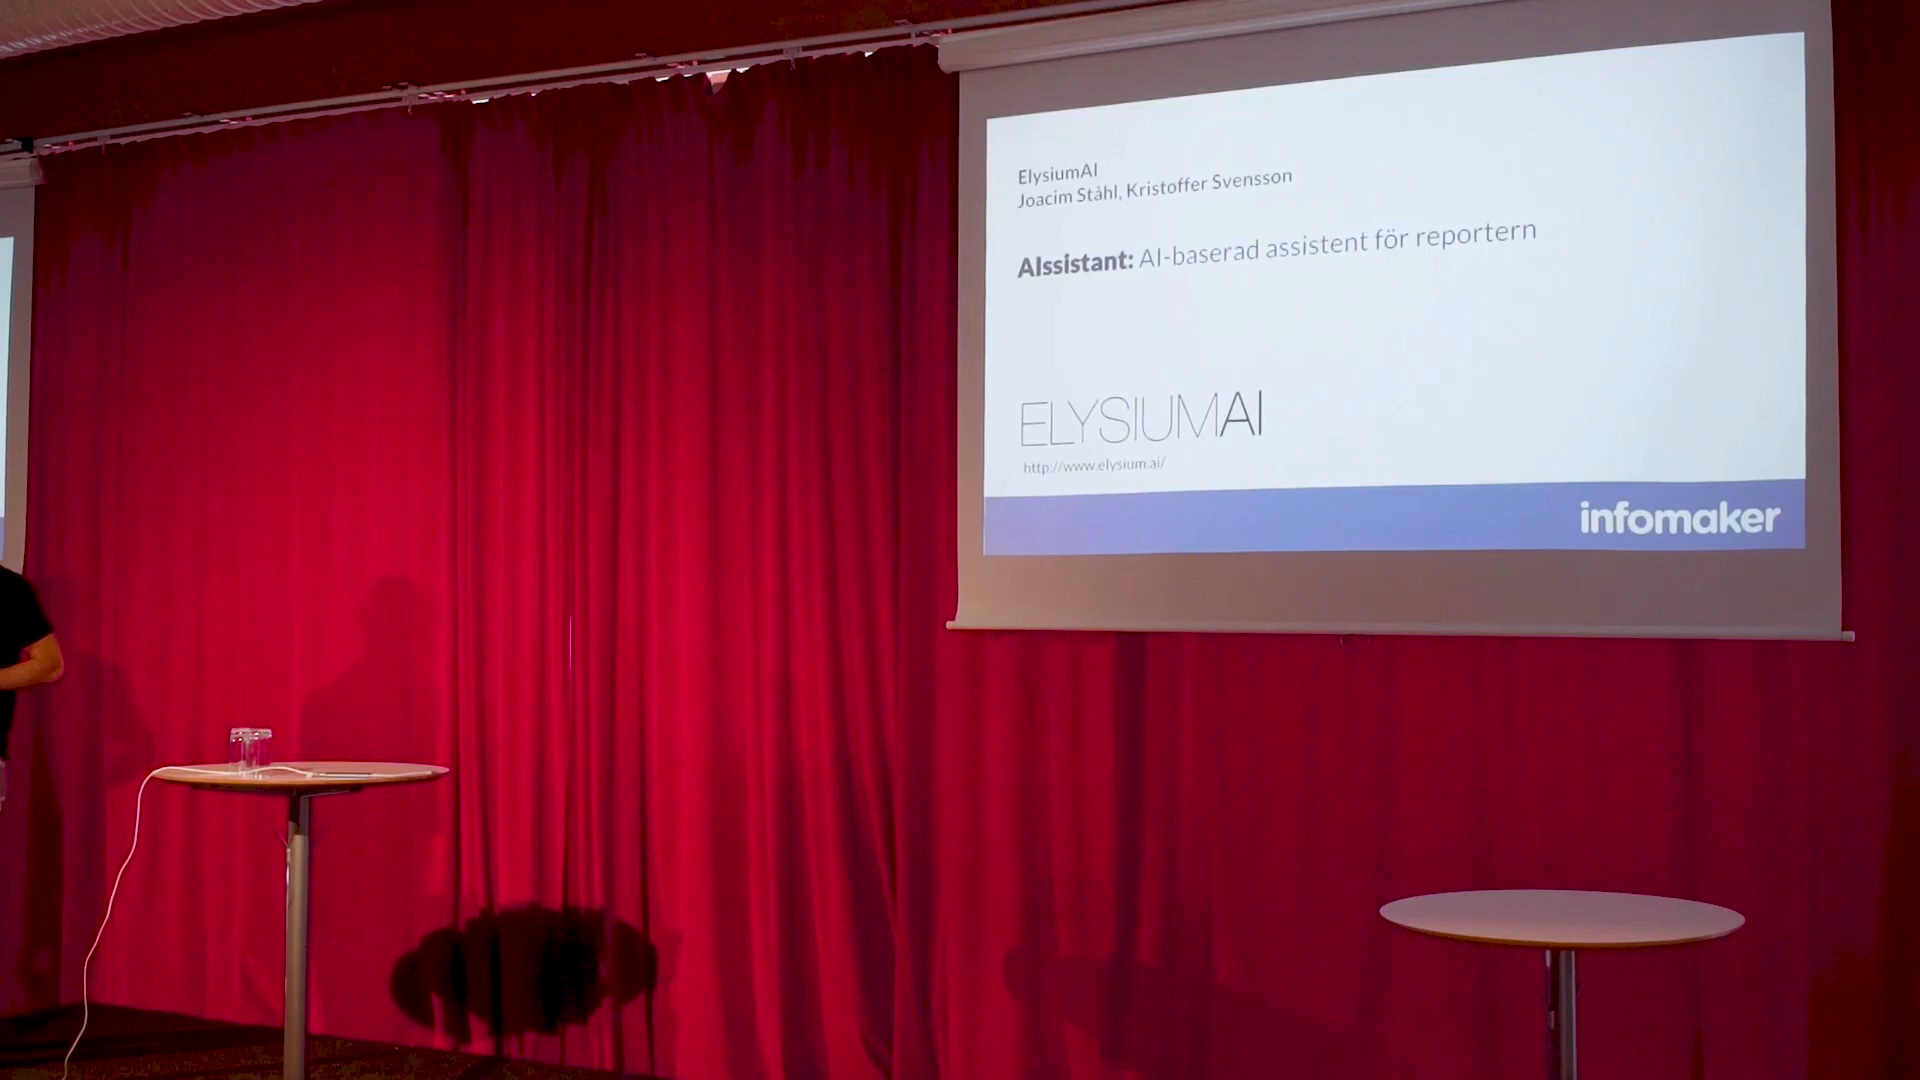 ElysiumAI
Joacim Ståhl, Kristoffer Svensson
AIssistant: AI-baserad assistent för reportern
ELYSIUMAI
http://www.elysium.ai/
infomaker